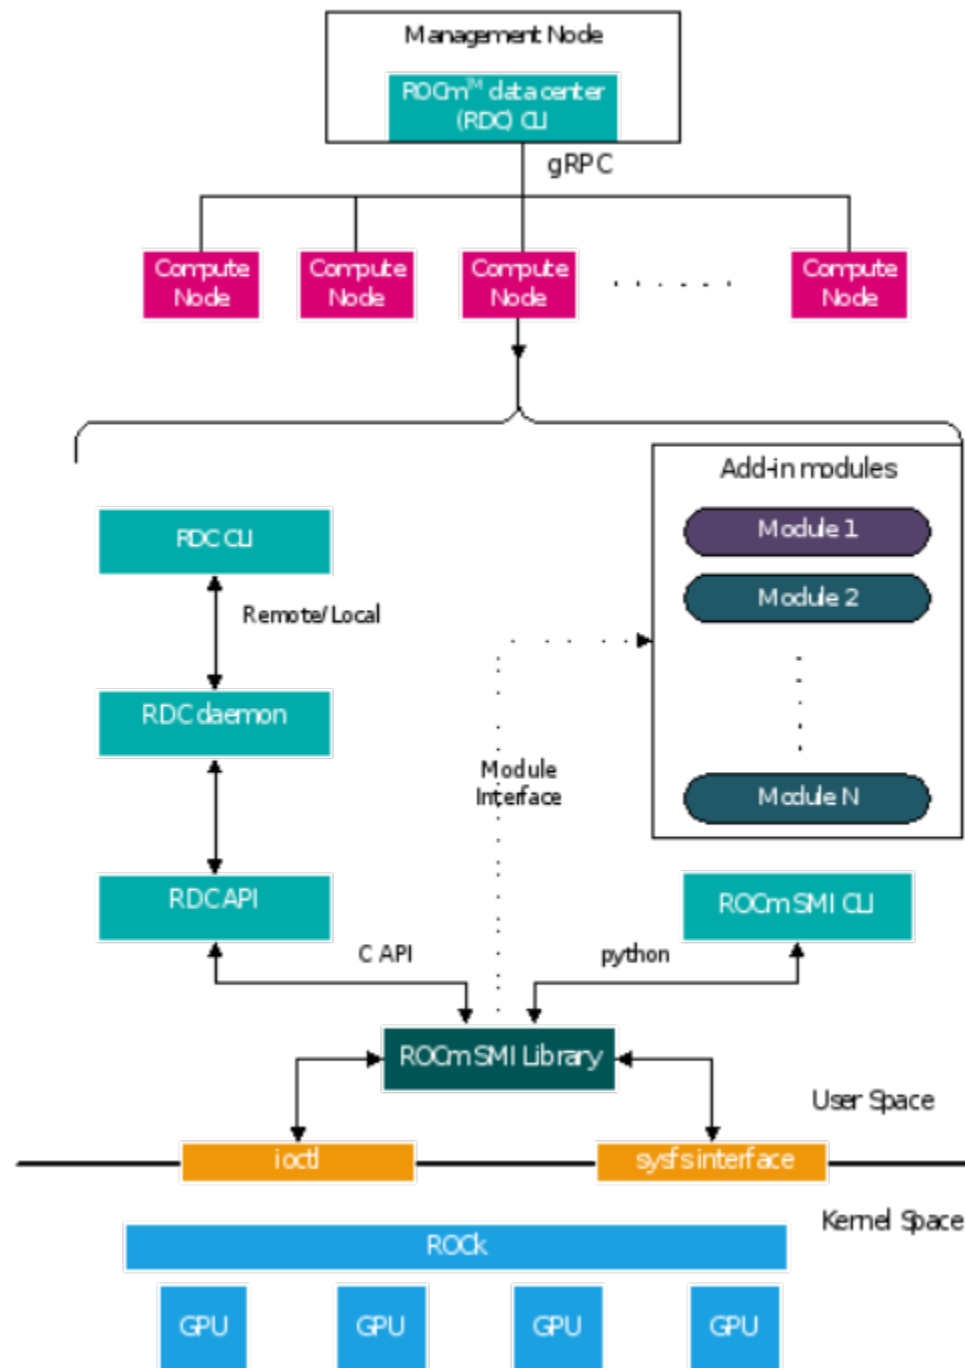 Management Node
ROCm™ data center
(RDC) CLI
gRPC
Compute
Node
Compute
Node
Compute
Node
Compute
Node
Add-in modules
Module 1
Module 2
Module N
RDC CLI
Remote/Local
RDC daemon
Module
Interface
RDC API
ROCm SMI CLI
C API
python
ROCm SMI Library
User Space
ioctl
sysfs interface
Kernel Space
ROCk
GPU
GPU
GPU
GPU